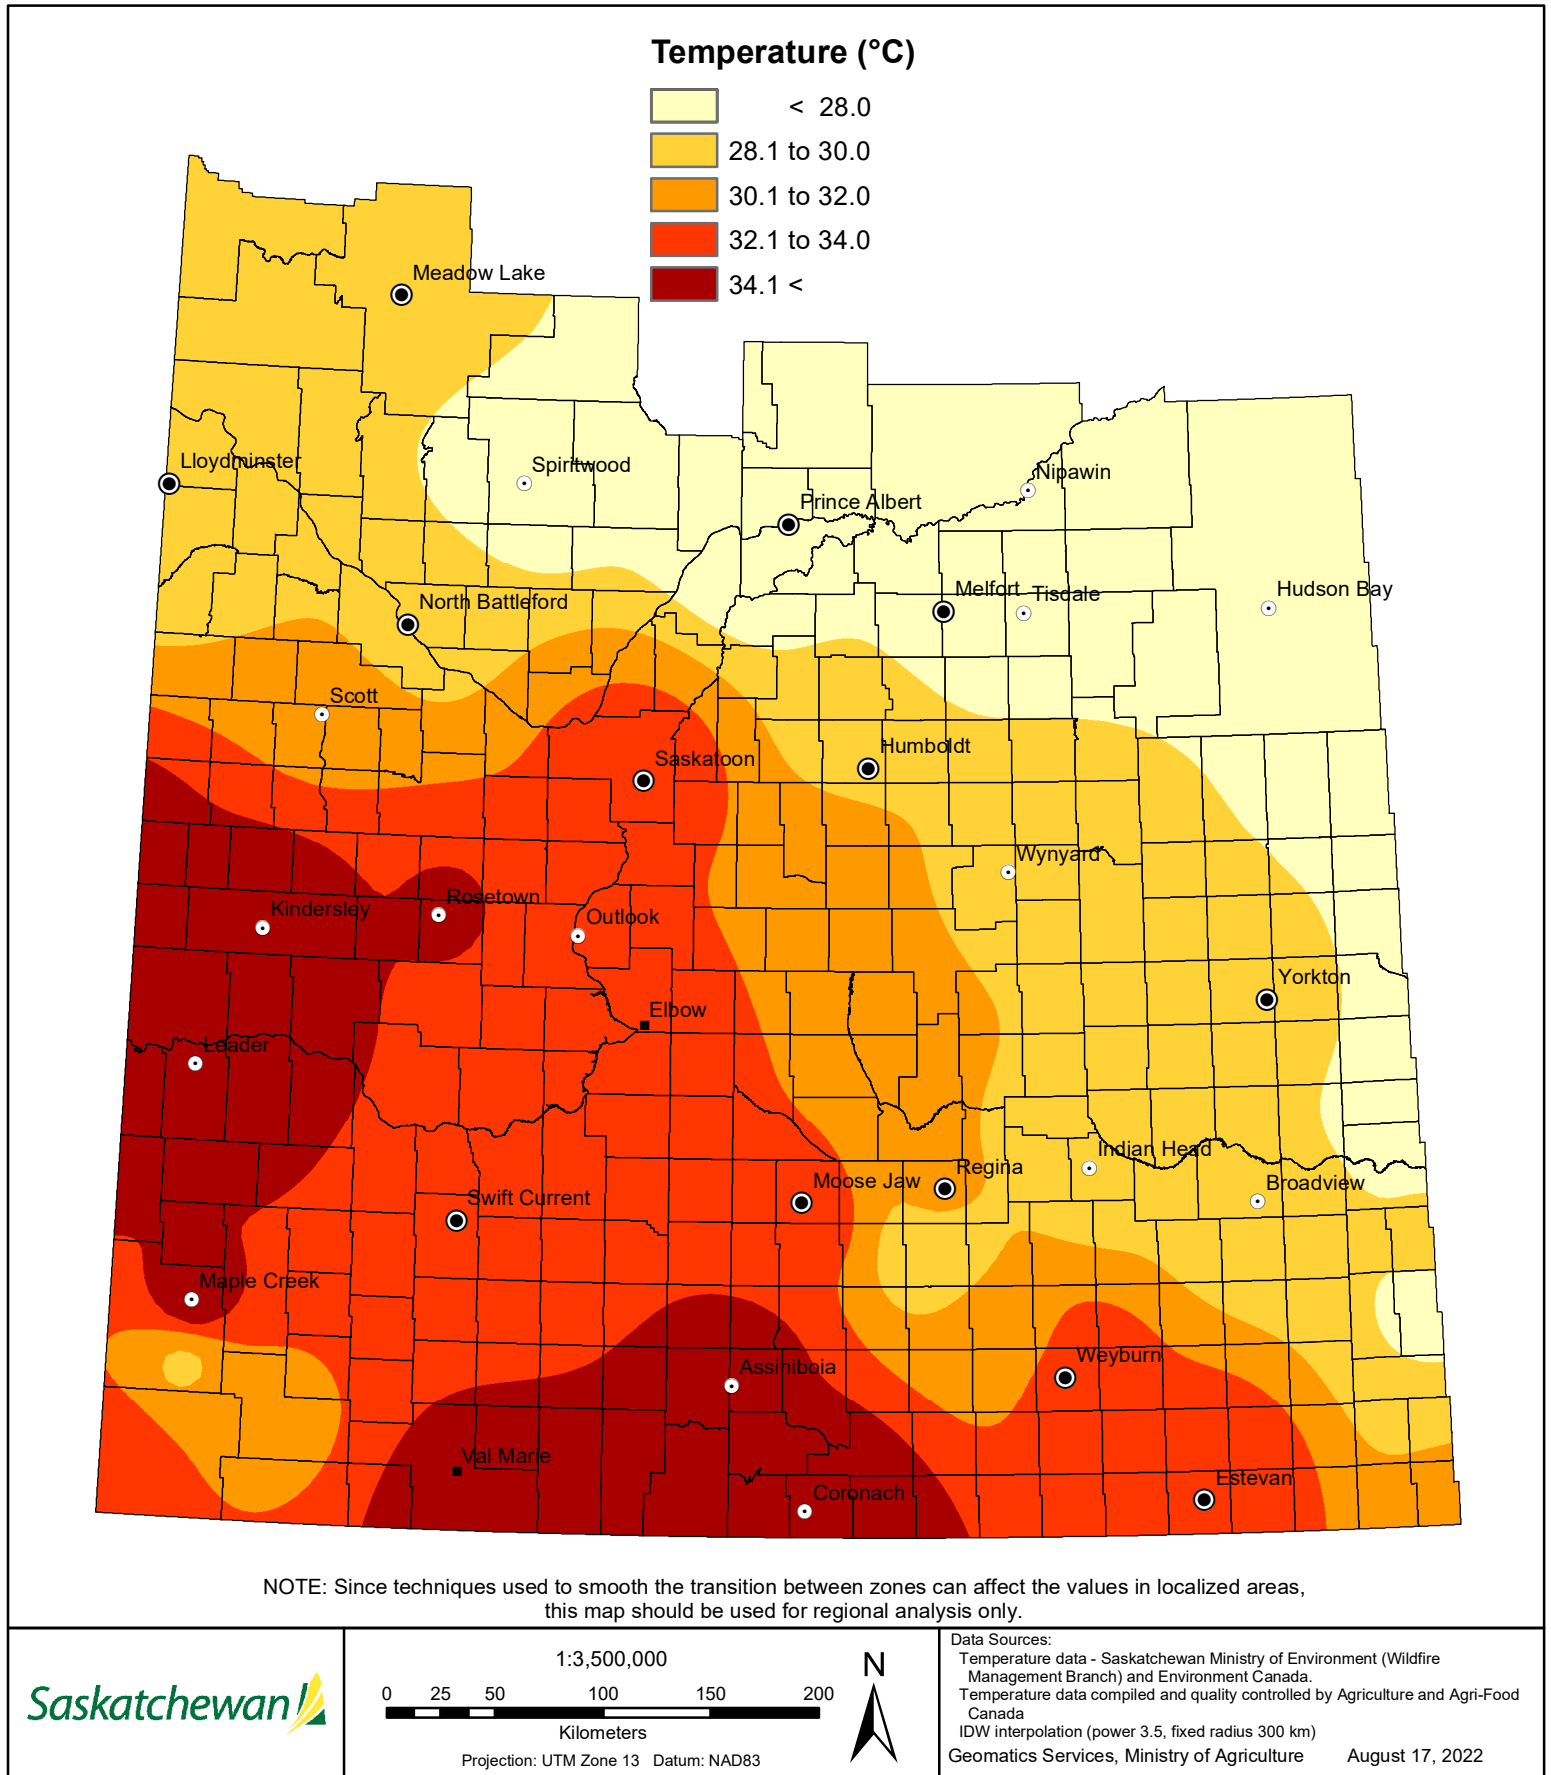 Temperature (°C)
< 28.0
28.1 to 30.0
30.1 to 32.0
32.1 to 34.0
34.1 <
Meadow Lake
Lloydminster
Spiritwood
Nipawin
Prince Albert
Hudson Bay
Melfort
Tisdale
North Battleford
Scott
Humboldt
Saskatoon
Wynyard
Rosetown
Kindersley
Outlook
Yorkton
Elbow
Leader
Indian Head
Regina
Moose Jaw
Broadview
Swift Current
Maple Creek
Weyburn
Assiniboia
Val Marie
Estevan
Coronach
NOTE: Since techniques used to smooth the transition between zones can affect the values in localized areas,
this map should be used for regional analysis only.
Saskatchewan
1:3,500,000
0 25 50 100 150 200
Kilometers
Projection: UTM Zone 13 Datum: NAD83
N
Data Sources:
Temperature data - Saskatchewan Ministry of Environment (Wildfire
Management Branch) and Environment Canada.
Temperature data compiled and quality controlled by Agriculture and Agri-Food
Canada
IDW interpolation (power 3.5, fixed radius 300 km)
Geomatics Services, Ministry of Agriculture August 17, 2022